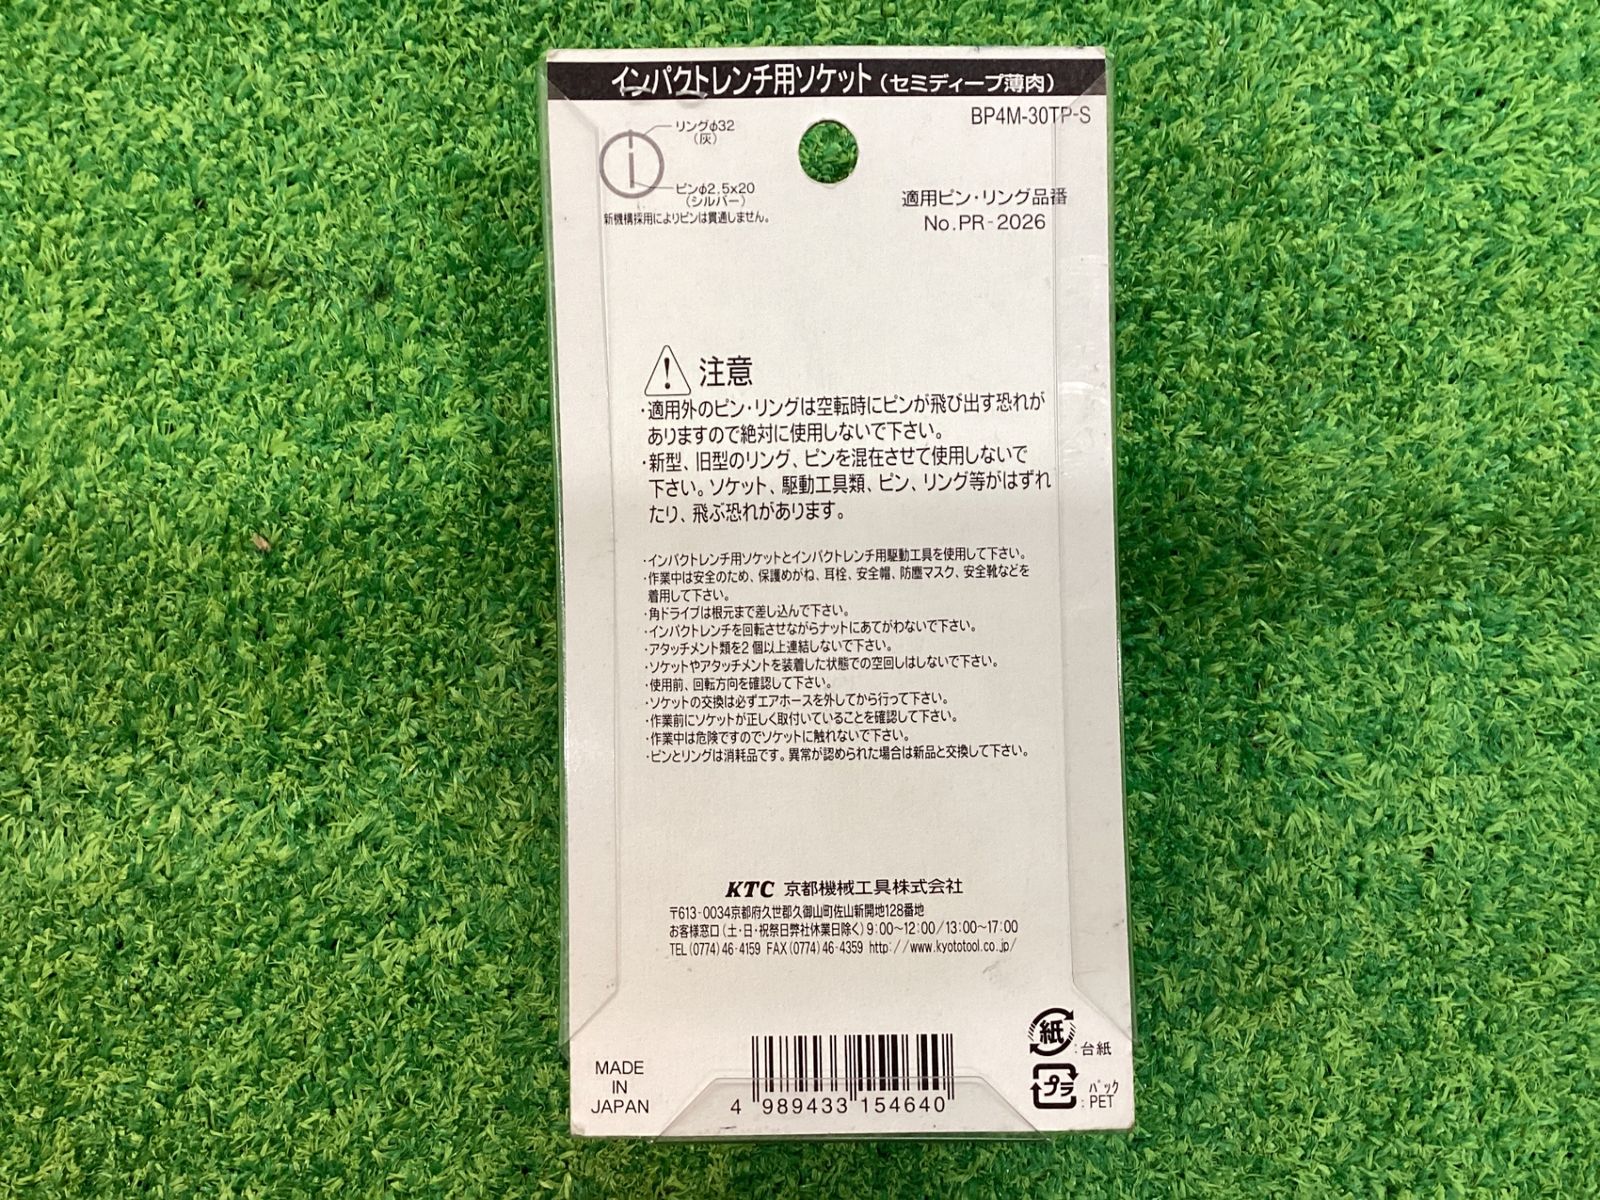 インパクトレンチ用ソケット（セミディープ薄肉）
BP4M-30TP-S
リングφ32
（灰）
ピンφ2.5x20
（シルバー）
新機構採用によりピンは貫通しません。
適用ピン・リング品番
No.PR-2026
注意
・適用外のピン・リングは空転時にピンが飛び出す恐れが
ありますので絶対に使用しないで下さい。
・新型、旧型のリング、ピンを混在させて使用しないで
下さい。ソケット、駆動工具類、ピン、リング等がはずれ
たり、飛ぶ恐れがあります。
・インパクトレンチ用ソケットとインパクトレンチ用駆動工具を使用して下さい。
・作業中は安全のため、保護めがね、耳栓、安全帽、防塵マスク、安全靴などを
着用して下さい。
・角ドライブは根元まで差し込んで下さい。
・インパクトレンチを回転させながらナットにあてがわないで下さい。
・アタッチメント類を2個以上連結しないで下さい。
・ソケットやアタッチメントを装着した状態での空回しはしないで下さい。
・使用前、回転方向を確認して下さい。
・ソケットの交換は必ずエアホースを外してから行って下さい。
・作業前にソケットが正しく取付いていることを確認して下さい。
・作業中は危険ですのでソケットに触れないで下さい。
・ピンとリングは消耗品です。異常が認められた場合は新品と交換して下さい。
KTC 京都機械工具株式会社
〒613-0034京都府久世郡久御山町佐山新開地128番地
お客様窓口（土・日・祝祭日弊社休業日除く）9:00～12:00/13:00～17:00
TEL(0774)46-4159 FAX(0774)46-4359 http://www.kyototool.co.jp/
MADE
IN
JAPAN
4 989433 154640
紙
:台紙
プラ
パック
:PET